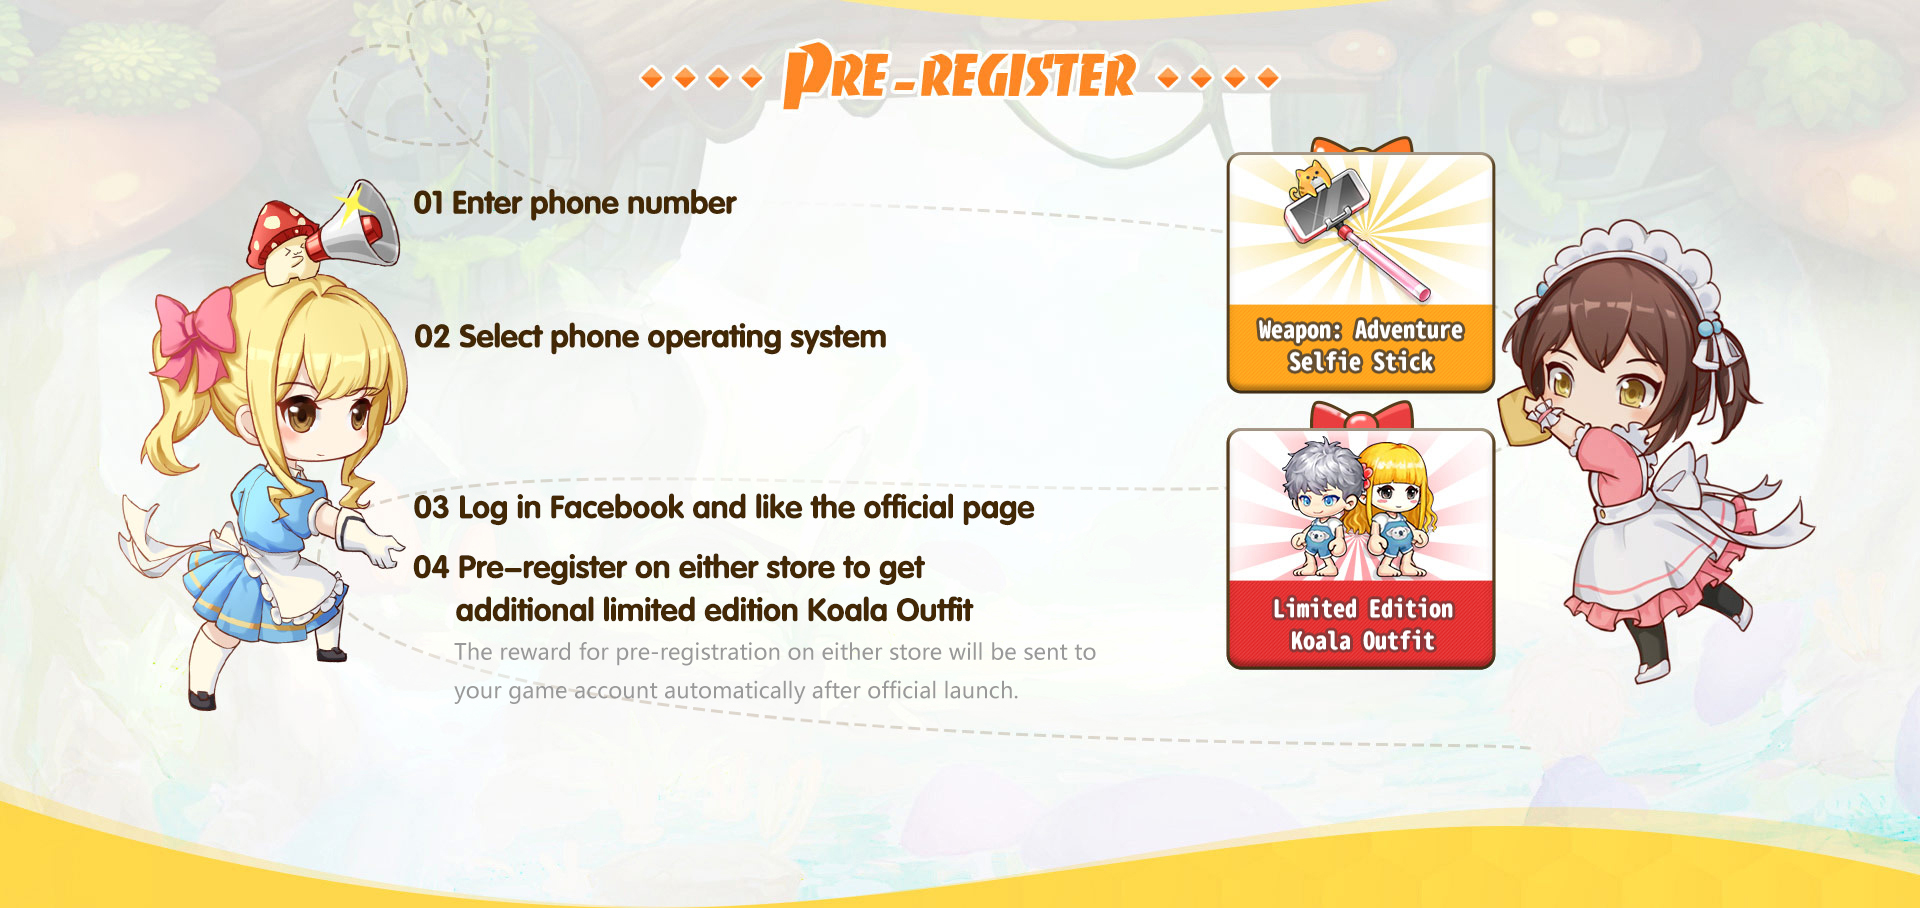 PRE-REGISTER
01 Enter phone number
02 Select phone operating system
03 Log in Facebook and like the official page
04 Pre-register on either store to get
additional limited edition Koala Outfit
The reward for pre-registration on either store will be sent to
your game account automatically after official launch.
Weapon: Adventure
Selfie Stick
Limited Edition
Koala Outfit